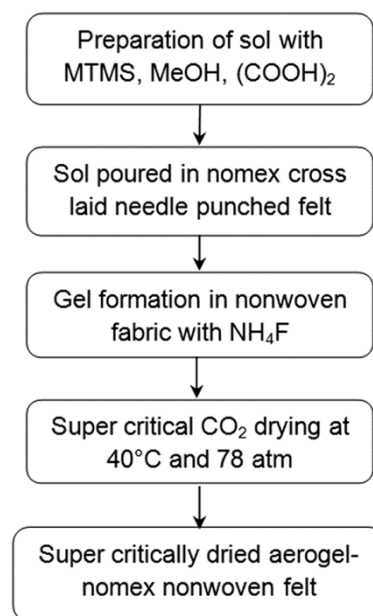 Preparation of sol with
MTMS, MeOH, (COOH)₂
Sol poured in nomex cross
laid needle punched felt
Gel formation in nonwoven
fabric with NH₄F
Super critical CO₂ drying at
40°C and 78 atm
Super critically dried aerogel-
nomex nonwoven felt